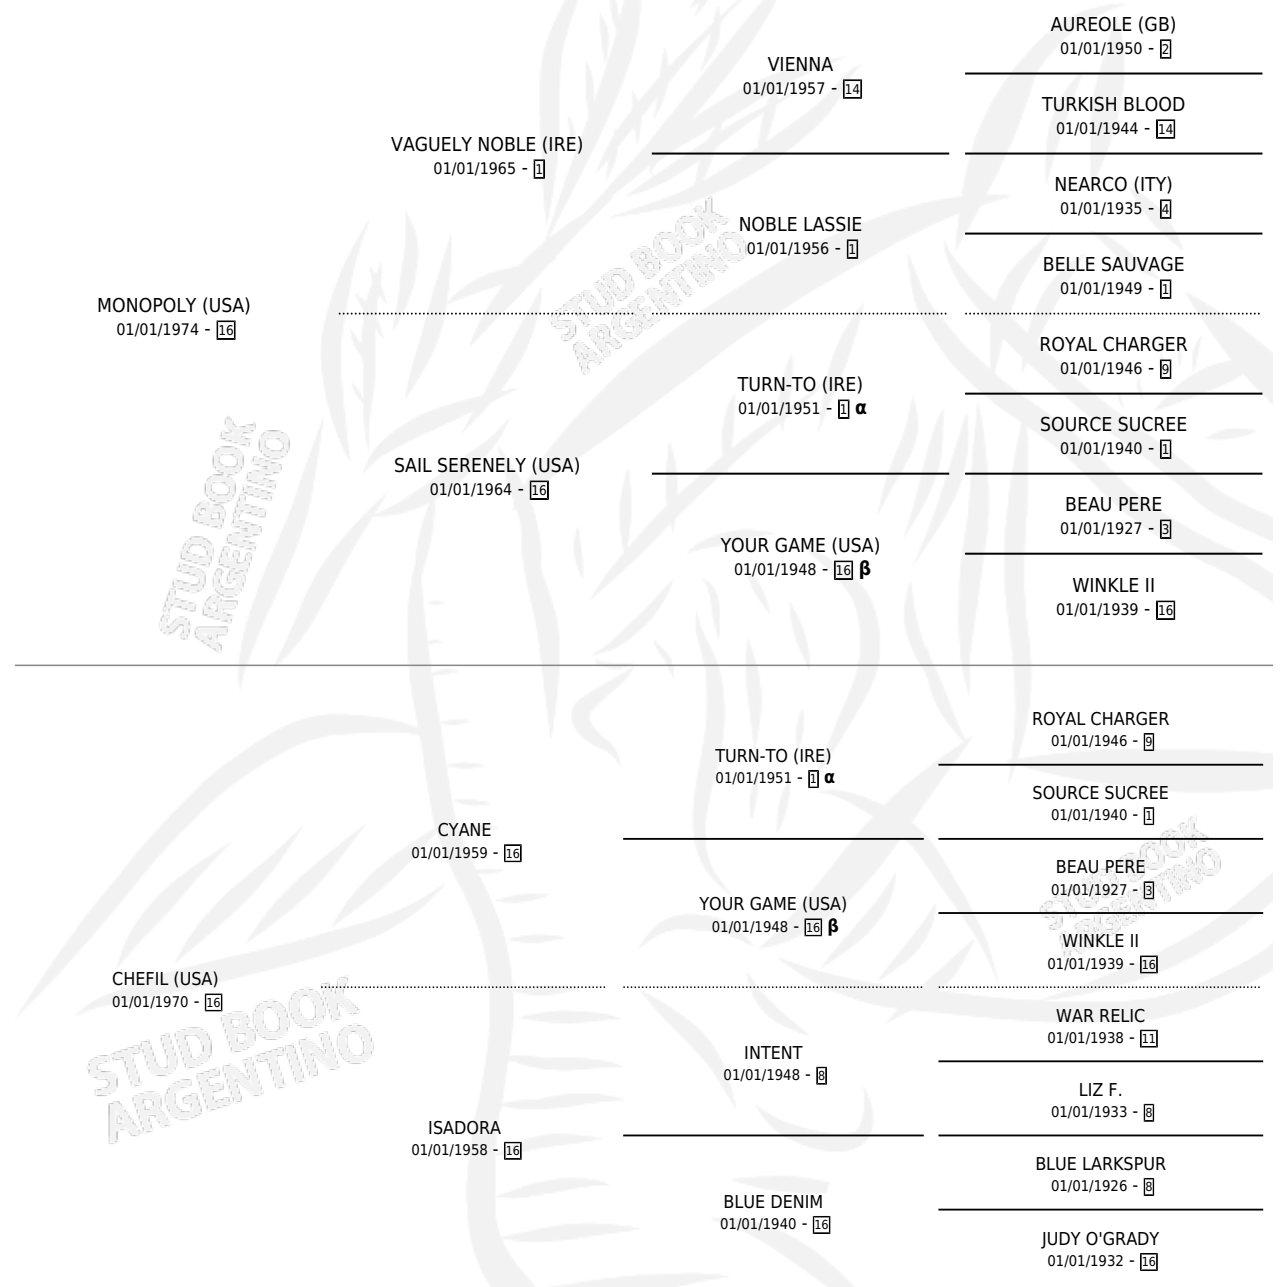 AUREOLE (GB)
01/01/1950 - 2
VIENNA
01/01/1957 - 14
TURKISH BLOOD
01/01/1944 - 14
VAGUELY NOBLE (IRE)
01/01/1965 - 1
NEARCO (ITY)
01/01/1935 - 4
NOBLE LASSIE
01/01/1956 - 1
BELLE SAUVAGE
01/01/1949 - 1
MONOPOLY (USA)
01/01/1974 - 16
ROYAL CHARGER
01/01/1946 - 9
TURN-TO (IRE)
01/01/1951 - 1 α
SOURCE SUCREE
01/01/1940 - 1
SAIL SERENELY (USA)
01/01/1964 - 16
BEAU PERE
01/01/1927 - 3
YOUR GAME (USA)
01/01/1948 - 16 β
WINKLE II
01/01/1939 - 16
STUD BOOK
ARGENTINO
STUD BOOK
ARGENTINO
ROYAL CHARGER
01/01/1946 - 9
TURN-TO (IRE)
01/01/1951 - 1 α
SOURCE SUCREE
01/01/1940 - 1
CYANE
01/01/1959 - 16
BEAU PERE
01/01/1927 - 3
YOUR GAME (USA)
01/01/1948 - 16 β
WINKLE II
01/01/1939 - 16
CHEFIL (USA)
01/01/1970 - 16
WAR RELIC
01/01/1938 - 11
INTENT
01/01/1948 - 8
LIZ F.
01/01/1933 - 8
ISADORA
01/01/1958 - 16
BLUE LARKSPUR
01/01/1926 - 8
BLUE DENIM
01/01/1940 - 16
JUDY O'GRADY
01/01/1932 - 16
STUD BOOK
ARGENTINO
STUD BOOK
ARGENTINO